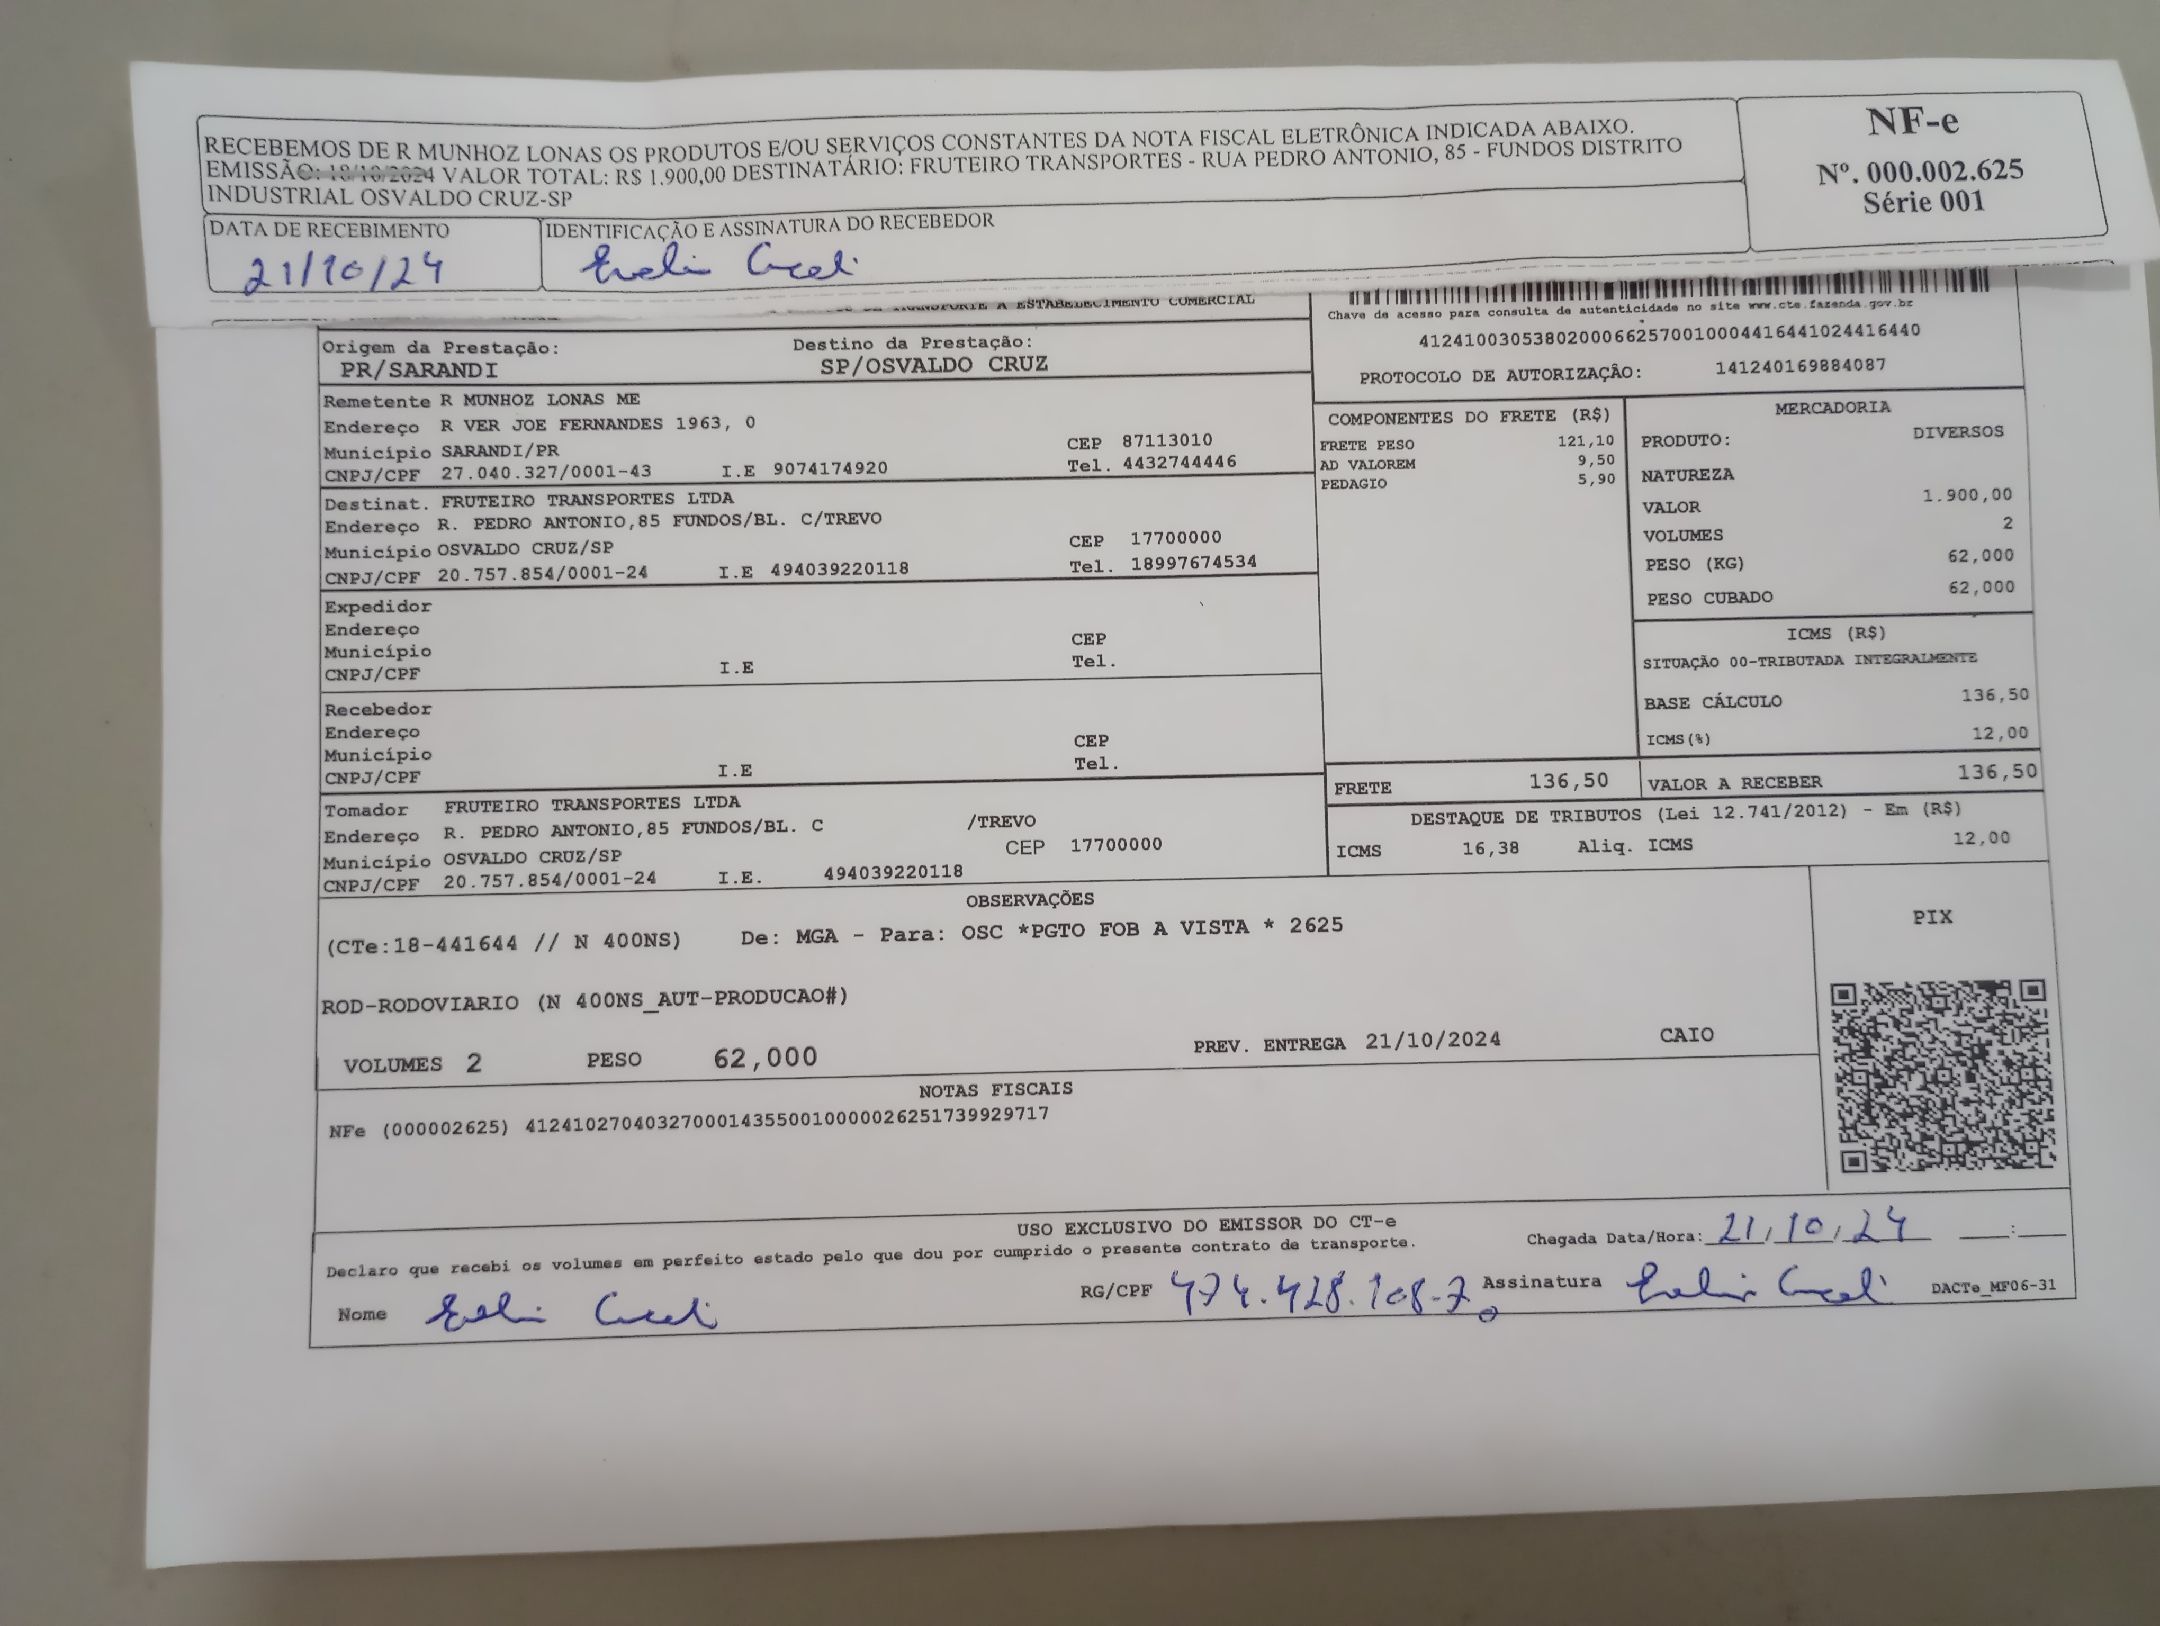 RECEBEMOS DE R MUNHOZ LONAS OS PRODUTOS E/OU SERVIÇOS CONSTANTES DA NOTA FISCAL ELETRÔNICA INDICADA ABAIXO.
EMISSÃO: 18/10/2024 VALOR TOTAL: R$ 1.900,00 DESTINATÁRIO: FRUTEIRO TRANSPORTES - RUA PEDRO ANTONIO, 85 - FUNDOS DISTRITO
INDUSTRIAL OSVALDO CRUZ-SP
NF-e
Nº. 000.002.625
Série 001
DATA DE RECEBIMENTO
21/10/24
IDENTIFICAÇÃO E ASSINATURA DO RECEBEDOR
A ESTABELECIMENTO COMERCIAL
Chave de acesso para consulta de autenticidade no site www.cte.fazenda.gov.br
41241003053802000662570010004416441024416440
PROTOCOLO DE AUTORIZAÇÃO: 141240169884087
Origem da Prestação: Destino da Prestação:
PR/SARANDI SP/OSVALDO CRUZ
Remetente R MUNHOZ LONAS ME
Endereço R VER JOE FERNANDES 1963, 0
Município SARANDI/PR CEP 87113010
CNPJ/CPF 27.040.327/0001-43 I.E 9074174920 Tel. 4432744446
Destinat. FRUTEIRO TRANSPORTES LTDA
Endereço R. PEDRO ANTONIO,85 FUNDOS/BL. C/TREVO
Município OSVALDO CRUZ/SP CEP 17700000
CNPJ/CPF 20.757.854/0001-24 I.E 494039220118 Tel. 18997674534
Expedidor
Endereço
Município CEP
CNPJ/CPF I.E Tel.
Recebedor
Endereço
Município CEP
CNPJ/CPF I.E Tel.
Tomador FRUTEIRO TRANSPORTES LTDA
Endereço R. PEDRO ANTONIO,85 FUNDOS/BL. C /TREVO
Município OSVALDO CRUZ/SP CEP 17700000
CNPJ/CPF 20.757.854/0001-24 I.E. 494039220118
COMPONENTES DO FRETE (R$)
FRETE PESO 121,10
AD VALOREM 9,50
PEDAGIO 5,90
MERCADORIA
PRODUTO: DIVERSOS
NATUREZA
VALOR 1.900,00
VOLUMES 2
PESO (KG) 62,000
PESO CUBADO 62,000
ICMS (R$)
SITUAÇÃO 00-TRIBUTADA INTEGRALMENTE
BASE CÁLCULO 136,50
ICMS(%) 12,00
FRETE 136,50 VALOR A RECEBER 136,50
DESTAQUE DE TRIBUTOS (Lei 12.741/2012) - Em (R$)
ICMS 16,38 Aliq. ICMS 12,00
OBSERVAÇÕES
(CTe:18-441644 // N 400NS) De: MGA - Para: OSC *PGTO FOB A VISTA * 2625
ROD-RODOVIARIO (N 400NS_AUT-PRODUCAO#)
VOLUMES 2 PESO 62,000 PREV. ENTREGA 21/10/2024 CAIO
PIX
NOTAS FISCAIS
NFe (000002625) 41241027040327000143550010000026251739929717
USO EXCLUSIVO DO EMISSOR DO CT-e
Declaro que recebi os volumes em perfeito estado pelo que dou por cumprido o presente contrato de transporte.
Chegada Data/Hora: 21/10/24 :
Nome
RG/CPF 474.428.108-7 Assinatura
DACTe_MF06-31